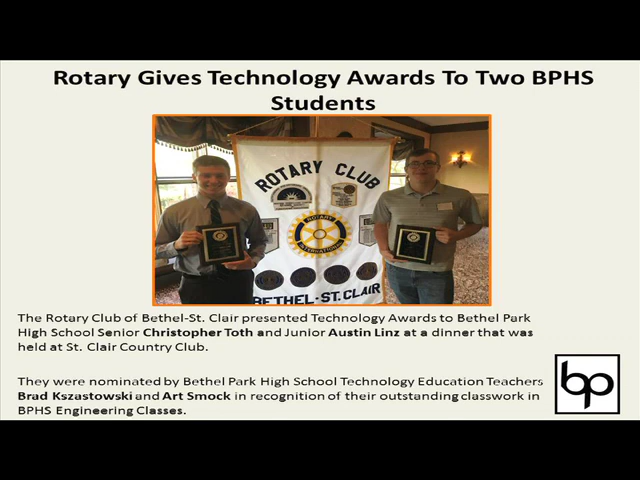 Rotary Gives Technology Awards To Two BPHS
Students
ROTARY CLUB
ROTARY
INTERNATIONAL
BETHEL-ST. CLAIR
The Rotary Club of Bethel-St. Clair presented Technology Awards to Bethel Park
High School Senior Christopher Toth and Junior Austin Linz at a dinner that was
held at St. Clair Country Club.
They were nominated by Bethel Park High School Technology Education Teachers
Brad Kszastowski and Art Smock in recognition of their outstanding classwork in
BPHS Engineering Classes.
bp